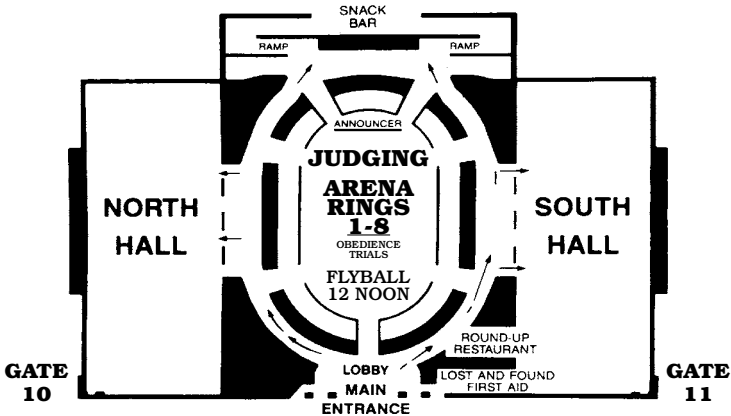 SNACK
BAR
RAMP
RAMP
ANNOUNCER
JUDGING
ARENA
RINGS
1-8
OBEDIENCE
TRIALS
FLYBALL
12 NOON
NORTH
HALL
SOUTH
HALL
ROUND-UP
RESTAURANT
LOST AND FOUND
FIRST AID
LOBBY
MAIN
ENTRANCE
GATE
10
GATE
11